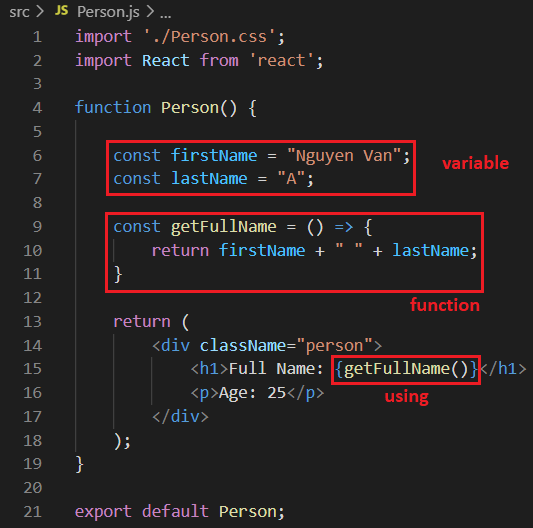 src > JS Person.js > ...
1 import './Person.css';
2 import React from 'react';
3
4 function Person() {
5
6 const firstName = "Nguyen Van";
variable
7 const lastName = "A";
8
9 const getFullName = () => {
10 return firstName + " " + lastName;
11 }
function
12
13 return (
14 <div className="person">
15 <h1>Full Name: {getFullName()}</h1>
16 <p>Age: 25</p>
using
17 </div>
18 );
19 }
20
21 export default Person;